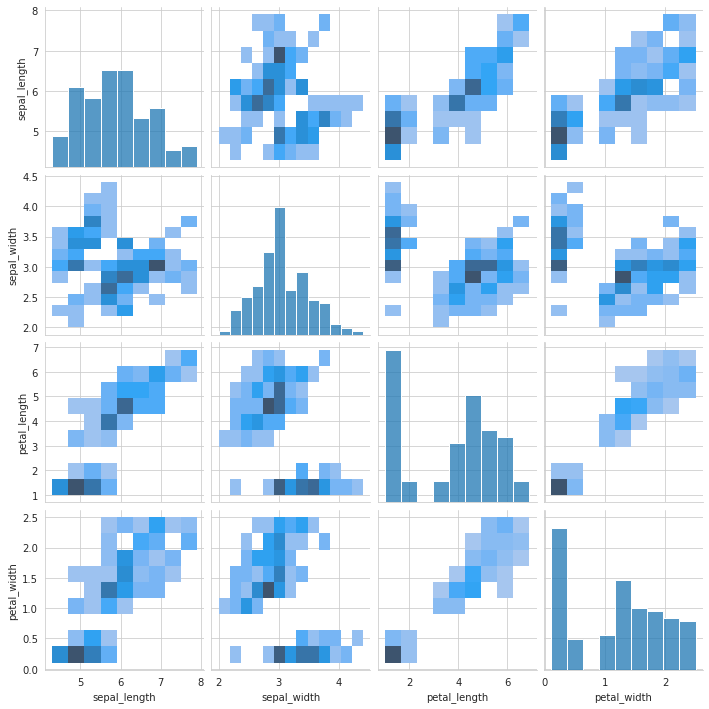 8
7
6
5
sepal_length
4.5
4.0
3.5
3.0
2.5
2.0
sepal_width
7
6
5
4
3
2
1
petal_length
2.5
2.0
1.5
1.0
0.5
0.0
petal_width
5 6 7 8
sepal_length
2 3 4
sepal_width
2 4 6
petal_length
0 1 2
petal_width